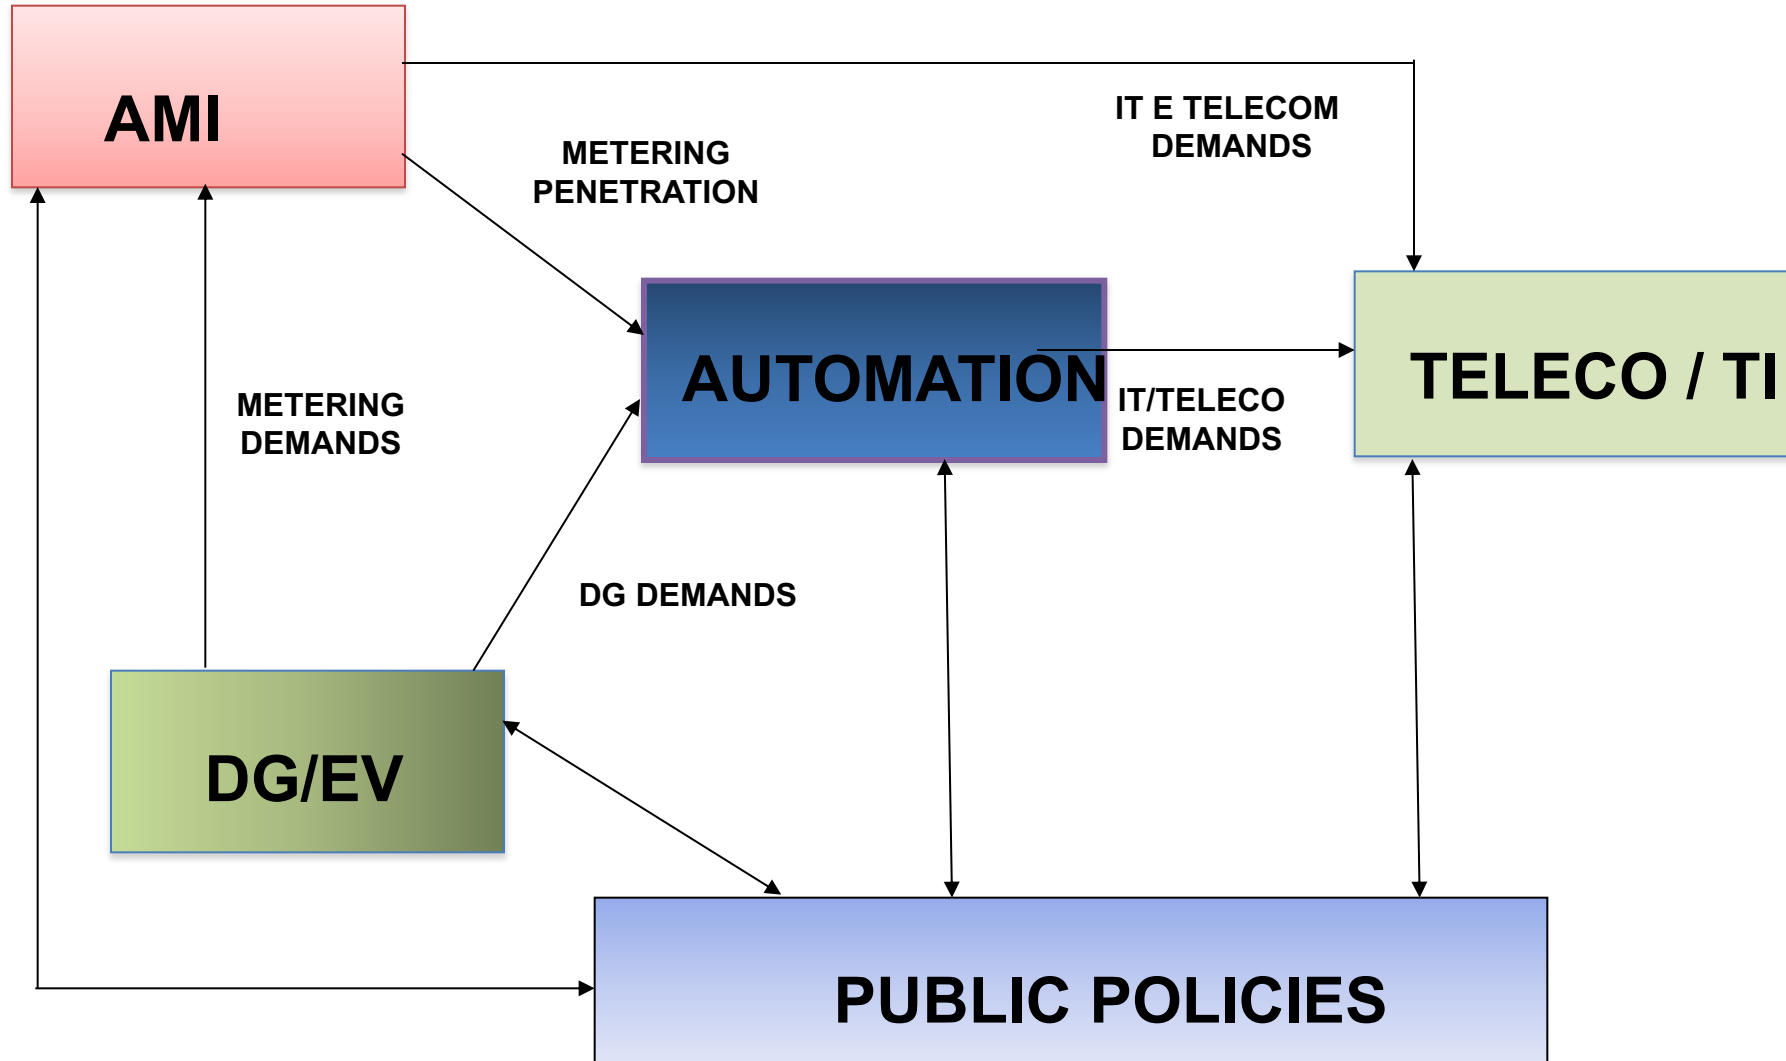 AMI
IT E TELECOM
DEMANDS
METERING
PENETRATION
AUTOMATION
TELECO / TI
METERING
DEMANDS
IT/TELECO
DEMANDS
DG DEMANDS
DG/EV
PUBLIC POLICIES